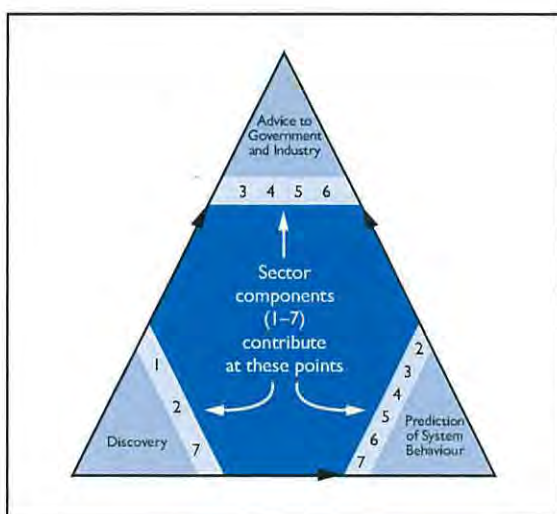 Advice to
Government
and Industry
3 4 5 6
Sector
components
(1–7)
contribute
at these points
1
2
7
Discovery
2
3
4
5
6
7
Prediction
of System
Behaviour